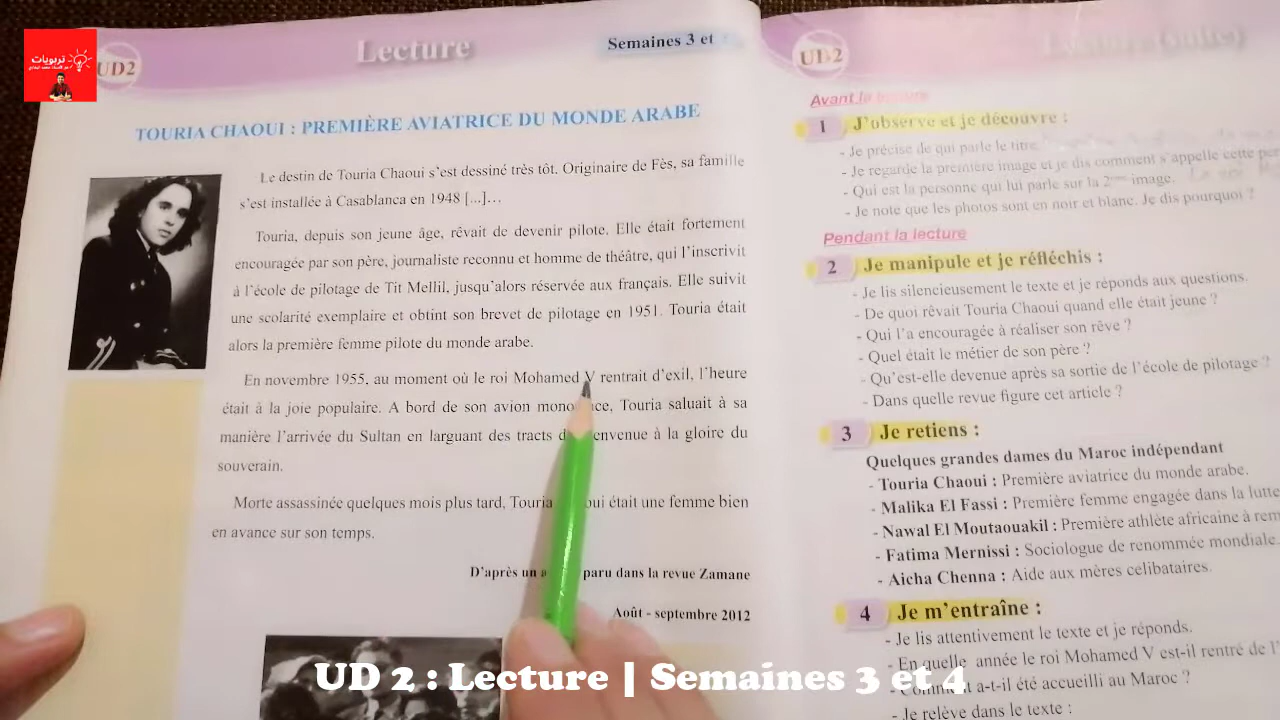 تربويات
UD2
Lecture
Semaines 3 et
TOURIA CHAOUI : PREMIÈRE AVIATRICE DU MONDE ARABE
Le destin de Touria Chaoui s'est dessiné très tôt. Originaire de Fès, sa famille
s'est installée à Casablanca en 1948 [...]…
Touria, depuis son jeune âge, rêvait de devenir pilote. Elle était fortement
encouragée par son père, journaliste reconnu et homme de théâtre, qui l'inscrivit
à l'école de pilotage de Tit Mellil, jusqu'alors réservée aux français. Elle suivit
une scolarité exemplaire et obtint son brevet de pilotage en 1951. Touria était
alors la première femme pilote du monde arabe.
En novembre 1955, au moment où le roi Mohamed V rentrait d'exil, l'heure
était à la joie populaire. A bord de son avion, Touria saluait à sa
manière l'arrivée du Sultan en larguant des tracts à la gloire du
souverain.
Morte assassinée quelques mois plus tard, Touria était une femme bien
en avance sur son temps.
D'après un paru dans la revue Zamane
Août - septembre 2012
UD2
Lecture (suite)
Avant la lecture
1 J'observe et je découvre :
- Je précise de qui parle le titre.
- Je regarde la première image et je dis comment s'appelle cette
- Qui est la personne qui lui parle sur la 2ème image.
- Je note que les photos sont en noir et blanc. Je dis pourquoi ?
Pendant la lecture
2 Je manipule et je réfléchis :
- Je lis silencieusement le texte et je réponds aux questions.
- De quoi rêvait Touria Chaoui quand elle était jeune ?
- Qui l'a encouragée à réaliser son rêve ?
- Quel était le métier de son père ?
- Qu'est-elle devenue après sa sortie de l'école de pilotage ?
- Dans quelle revue figure cet article ?
3 Je retiens :
Quelques grandes dames du Maroc indépendant
- Touria Chaoui : Première aviatrice du monde arabe.
- Malika El Fassi : Première femme engagée dans la lutte
- Nawal El Moutaouakil : Première athlète africaine à
- Fatima Mernissi : Sociologue de renommée mondiale.
- Aicha Chenna : Aide aux mères celibataires.
4 Je m'entraîne :
- Je lis attentivement le texte et je réponds.
- En quelle année le roi Mohamed V est-il rentré de
- Comment a-t-il été accueilli au Maroc ?
- Je relève dans le texte :
UD 2 : Lecture | Semaines 3 et 4